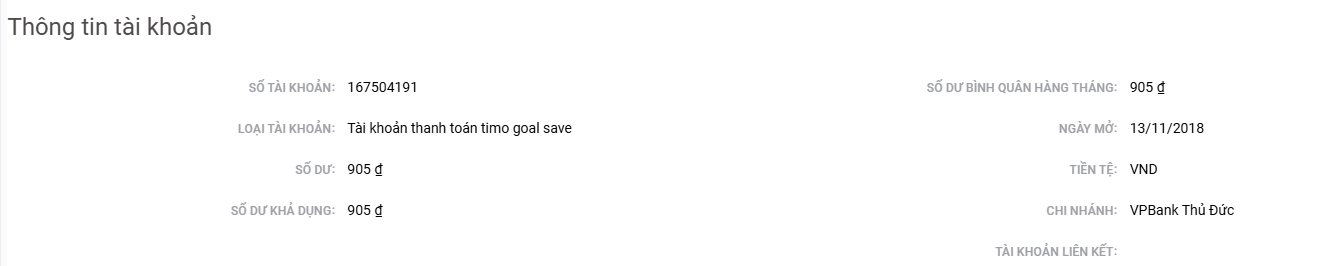 Thông tin tài khoản
SỐ TÀI KHOẢN: 167504191
SỐ DƯ BÌNH QUÂN HÀNG THÁNG: 905 ₫
LOẠI TÀI KHOẢN: Tài khoản thanh toán timo goal save
NGÀY MỞ: 13/11/2018
SỐ DƯ: 905 ₫
TIỀN TỆ: VND
SỐ DƯ KHẢ DỤNG: 905 ₫
CHI NHÁNH: VPBank Thủ Đức
TÀI KHOẢN LIÊN KẾT: